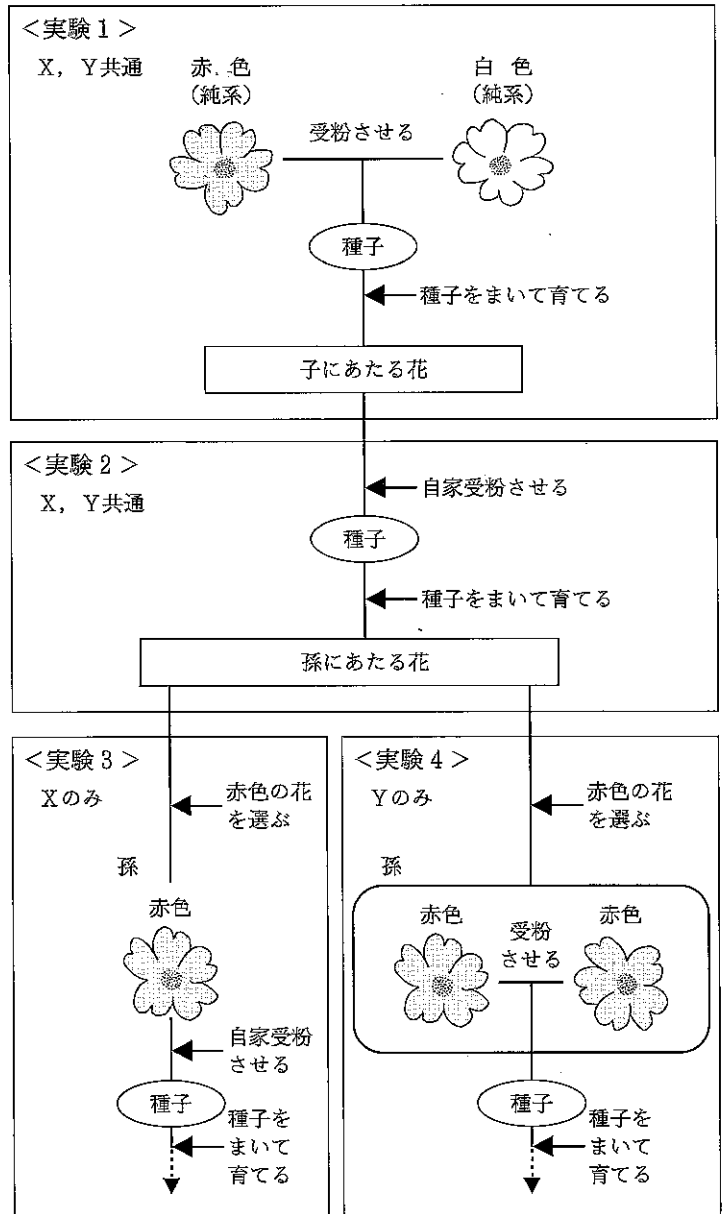 <実験1>
X，Y共通
赤 色
(純系)
白 色
(純系)
受粉させる
種子
種子をまいて育てる
子にあたる花
<実験2>
X，Y共通
自家受粉させる
種子
種子をまいて育てる
孫にあたる花
<実験3>
Xのみ
赤色の花
を選ぶ
孫
赤色
自家受粉
させる
種子
種子を
まいて
育てる
<実験4>
Yのみ
赤色の花
を選ぶ
孫
赤色
受粉
させる
赤色
種子
種子を
まいて
育てる